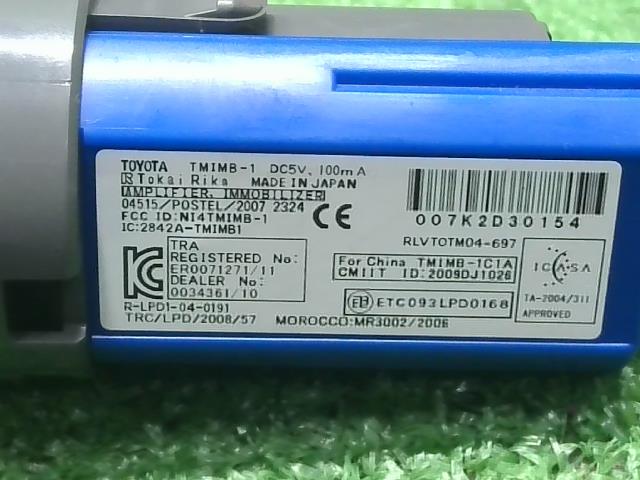 TOYOTA TMIMB-1 DC5V, 100mA
Tokai Rika MADE IN JAPAN
AMPLIFIER, IMMOBILIZER
04515/POSTEL/2007 2324
FCC ID:NI4TMIMB-1
IC:2842A-TMIMB1
CE
007K2D30154
RLVTOTM04-697
TRA
REGISTERED No:
ER0071271/11
DEALER No:
0034361/10
For China TMIMB-1C1A
CMIIT ID:2009DJ1026
ETC093LPD0168
ICASA
TA-2004/311
APPROVED
R-LPD1-04-0191
TRC/LPD/2008/57
MOROCCO:MR3002/2006